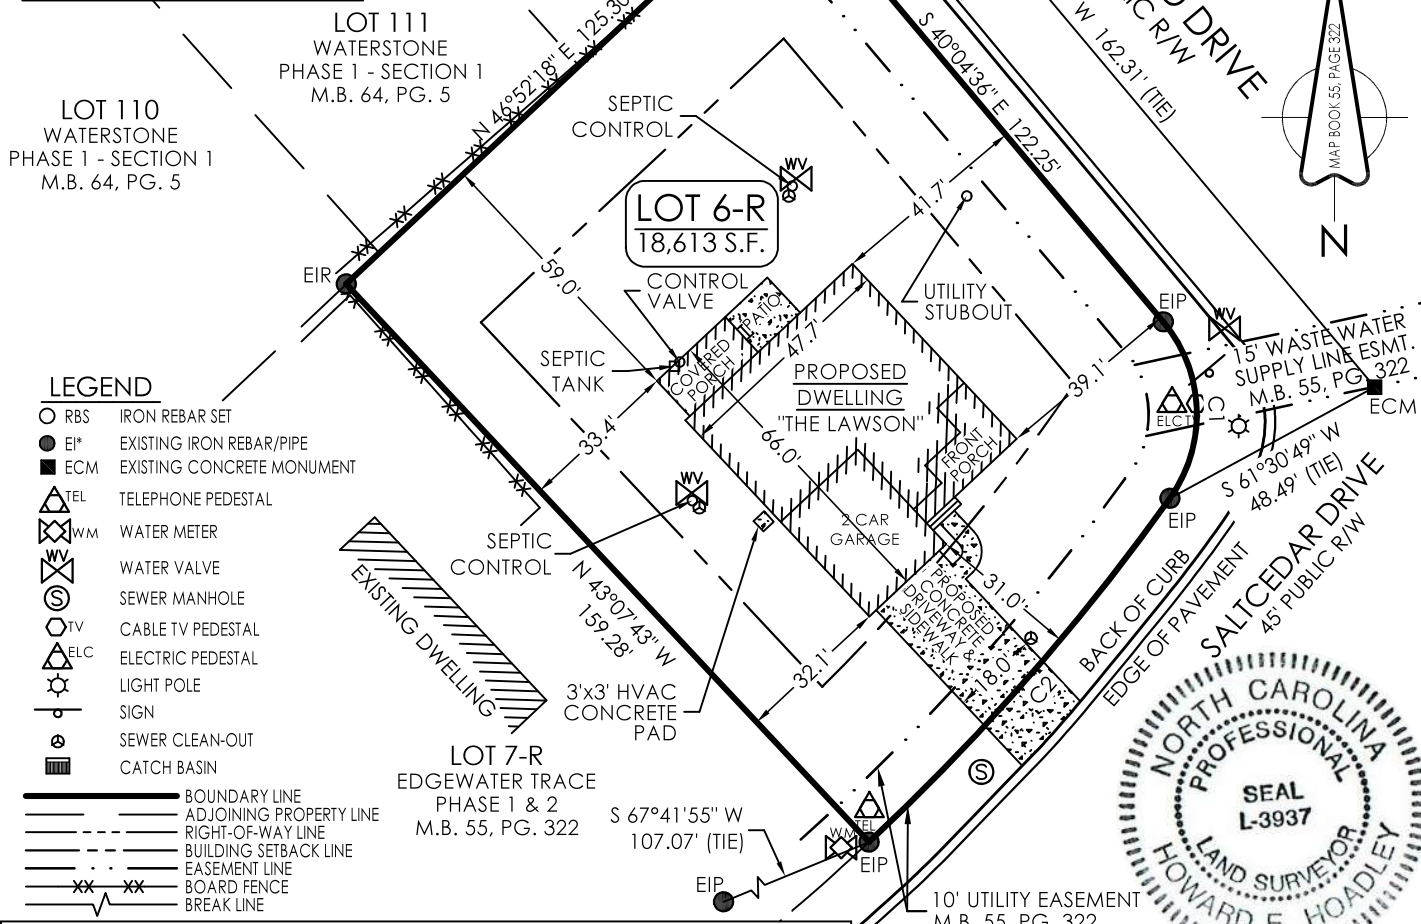 LOT 111
WATERSTONE
PHASE 1 - SECTION 1
M.B. 64, PG. 5
LOT 110
WATERSTONE
PHASE 1 - SECTION 1
M.B. 64, PG. 5
N 46°52'18" E 125.30
S 40°04'36" E 122.25'
W 162.31' (TIE)
DRIVE
R/W
MAP BOOK 55, PAGE 322
N
SEPTIC
CONTROL
WV
LOT 6-R
18,613 S.F.
41.7'
EIR
59.0'
CONTROL
VALVE
UTILITY
STUBOUT
PATIO
47.7'
COVERED
PORCH
SEPTIC
TANK
PROPOSED
DWELLING
"THE LAWSON"
39.1'
EIP
WV
15' WASTE WATER
SUPPLY LINE ESMT.
M.B. 55, PG. 322
ECM
ELC
TV
C1
S 61°30'49" W
48.49' (TIE)
EIP
33.4'
66.0'
FRONT
PORCH
WV
2 CAR
GARAGE
SEPTIC
CONTROL
EXISTING DWELLING
N 43°07'43" W
159.28'
31.0'
PROPOSED
CONCRETE
DRIVEWAY &
SIDEWALK
18.0'
C2
32.1'
BACK OF CURB
EDGE OF PAVEMENT
SALTCEDAR DRIVE
45' PUBLIC R/W
3'x3' HVAC
CONCRETE
PAD
LOT 7-R
EDGEWATER TRACE
PHASE 1 & 2
M.B. 55, PG. 322
S 67°41'55" W
107.07' (TIE)
S
TEL
WM
EIP
EIP
10' UTILITY EASEMENT
M.B. 55, PG. 322
LEGEND
RBS IRON REBAR SET
EI* EXISTING IRON REBAR/PIPE
ECM EXISTING CONCRETE MONUMENT
TEL TELEPHONE PEDESTAL
WM WATER METER
WV WATER VALVE
S SEWER MANHOLE
TV CABLE TV PEDESTAL
ELC ELECTRIC PEDESTAL
LIGHT POLE
SIGN
SEWER CLEAN-OUT
CATCH BASIN
BOUNDARY LINE
ADJOINING PROPERTY LINE
RIGHT-OF-WAY LINE
BUILDING SETBACK LINE
EASEMENT LINE
XX XX BOARD FENCE
BREAK LINE
NORTH CAROLINA
PROFESSIONAL
SEAL
L-3937
LAND SURVEYOR
HOWARD E. HOADLEY